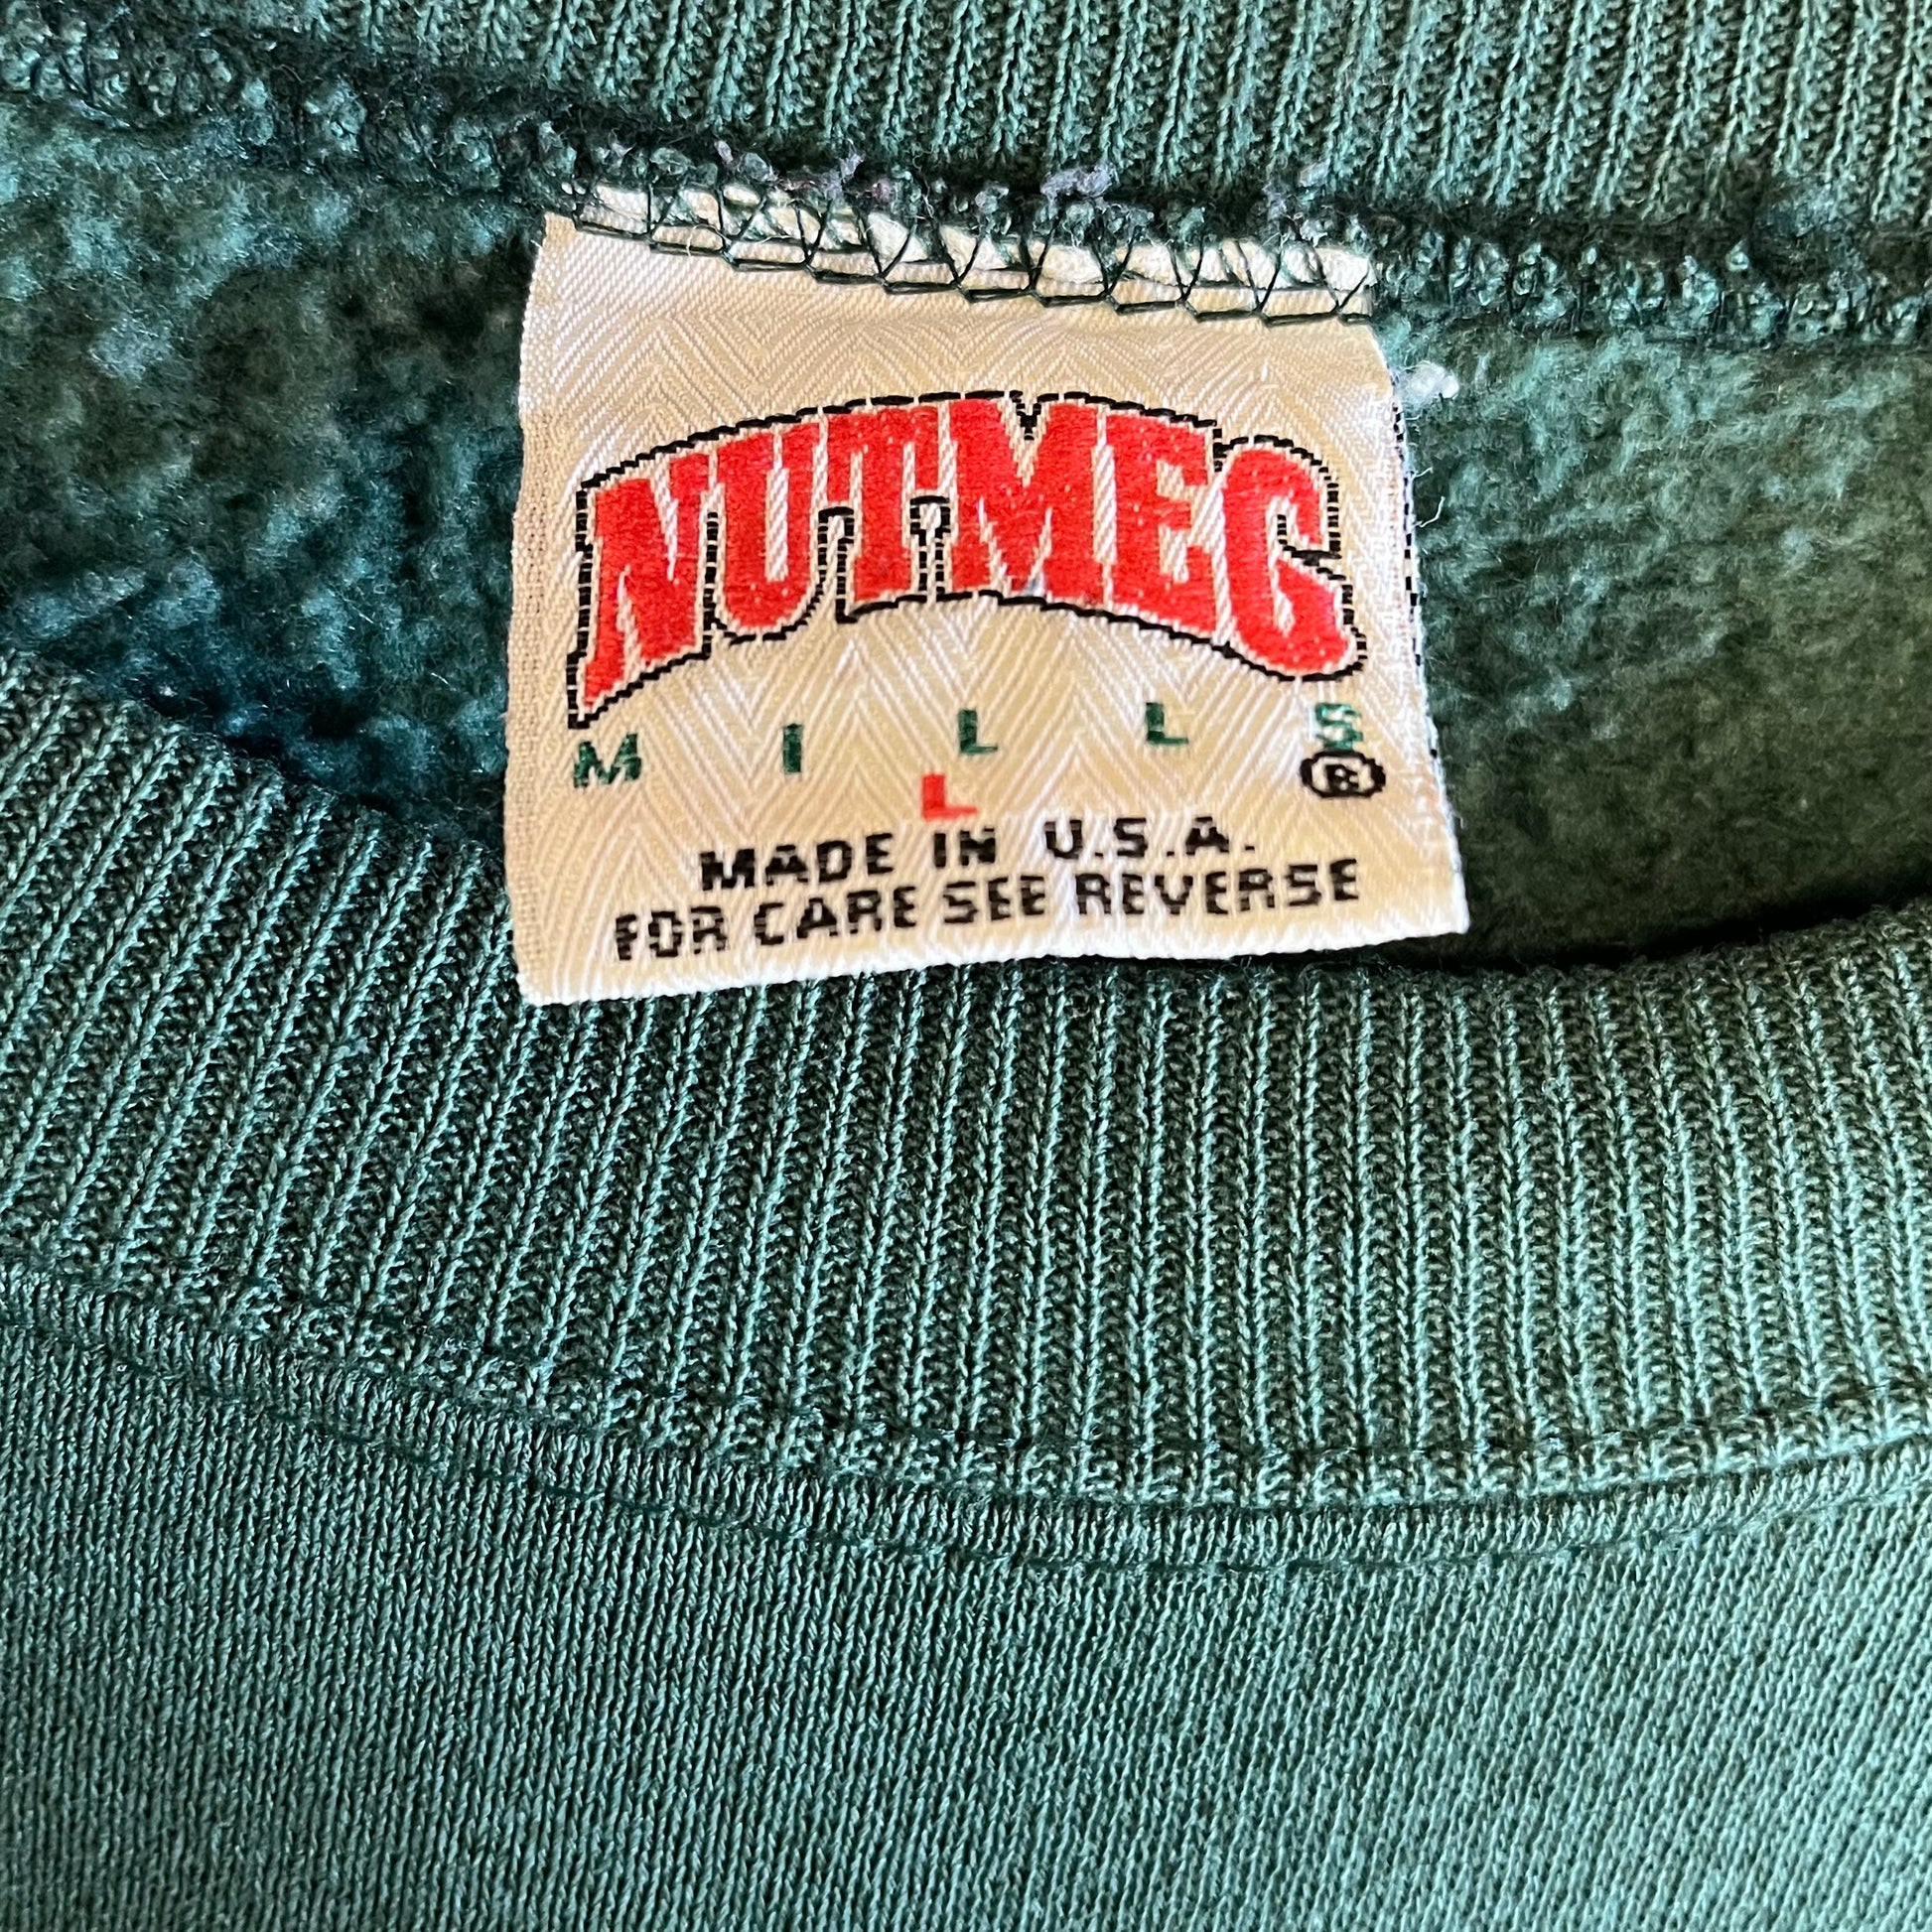 NUTMEG
MILLS®
L
MADE IN U.S.A.
FOR CARE SEE REVERSE